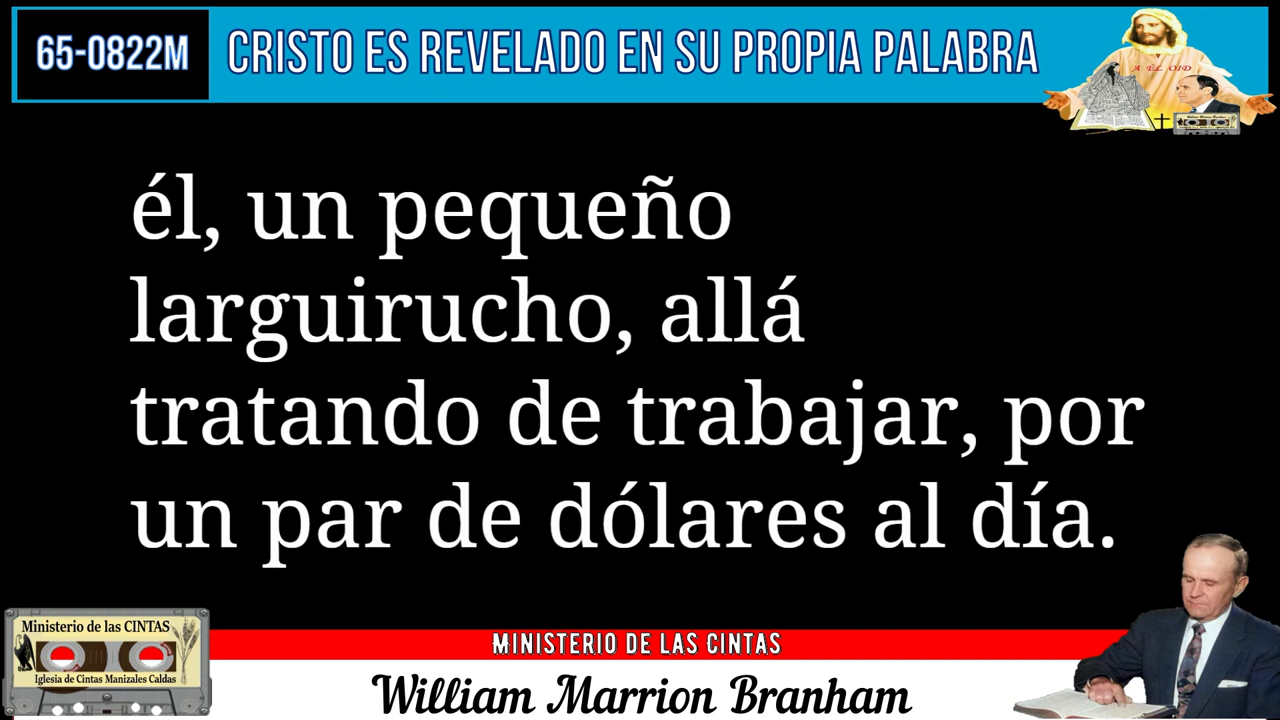 65-0822M
CRISTO ES REVELADO EN SU PROPIA PALABRA
A ÉL OID
él, un pequeño
larguirucho, allá
tratando de trabajar, por
un par de dólares al día.
Ministerio de las CINTAS
Iglesia de Cintas Manizales Caldas
MINISTERIO DE LAS CINTAS
William Marrion Branham